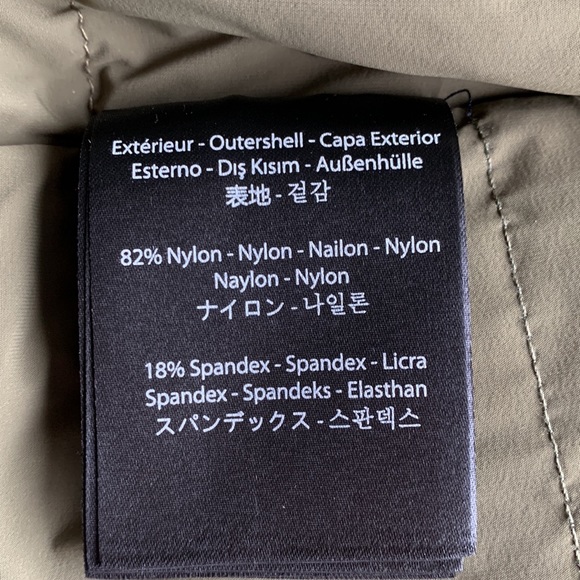 Extérieur - Outershell - Capa Exterior
Esterno - Dış Kısım - Außenhülle
表地 - 겉감
82% Nylon - Nylon - Nailon - Nylon
Naylon - Nylon
ナイロン - 나일론
18% Spandex - Spandex - Licra
Spandex - Spandeks - Elasthan
スパンデックス - 스판덱스